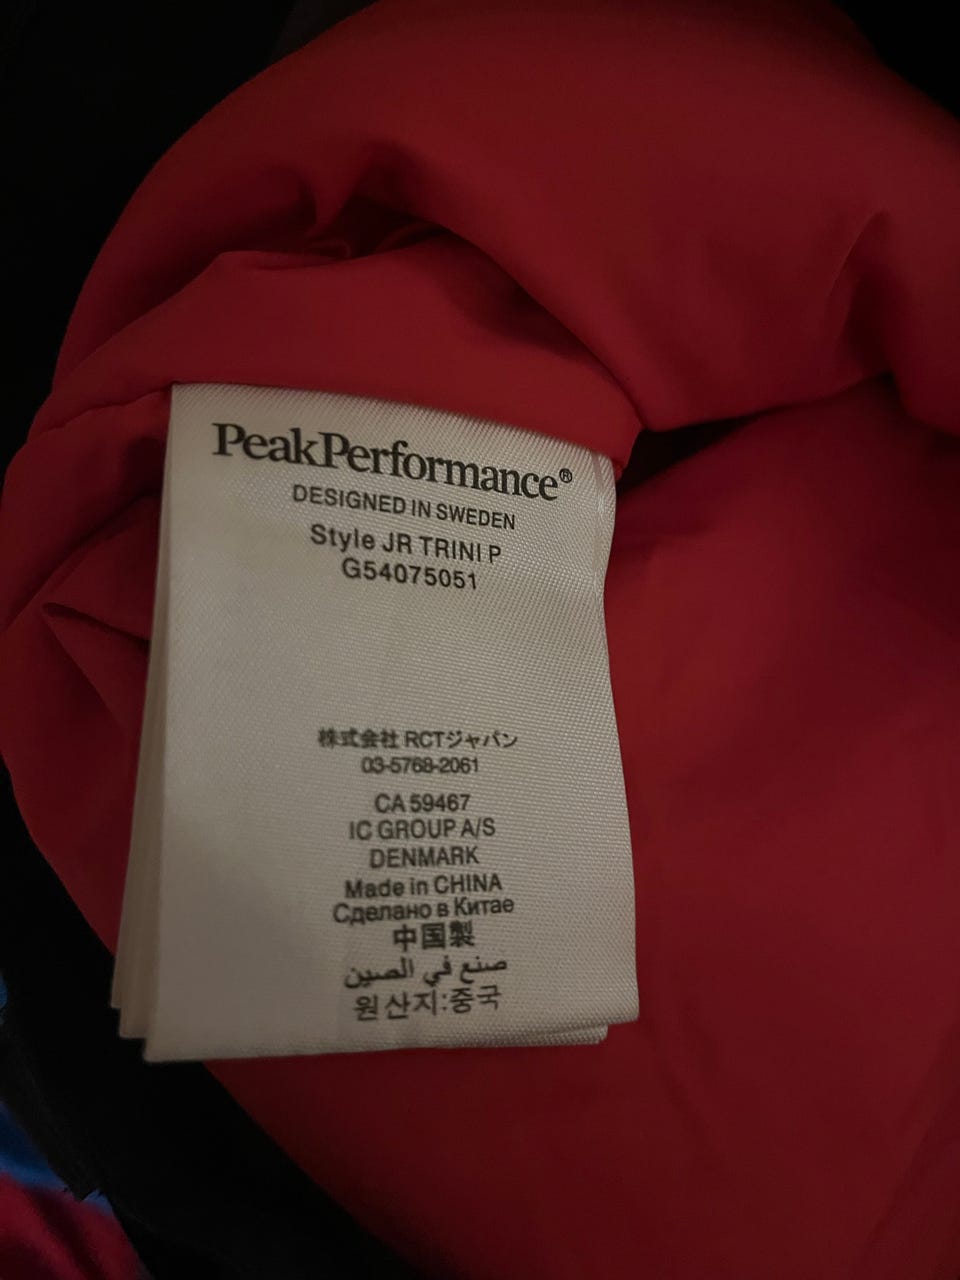 PeakPerformance®
DESIGNED IN SWEDEN
Style JR TRINI P
G54075051
株式会社 RCTジャパン
03-5768-2061
CA 59467
IC GROUP A/S
DENMARK
Made in CHINA
Сделано в Китае
中国製
صنع في الصين
원산지:중국